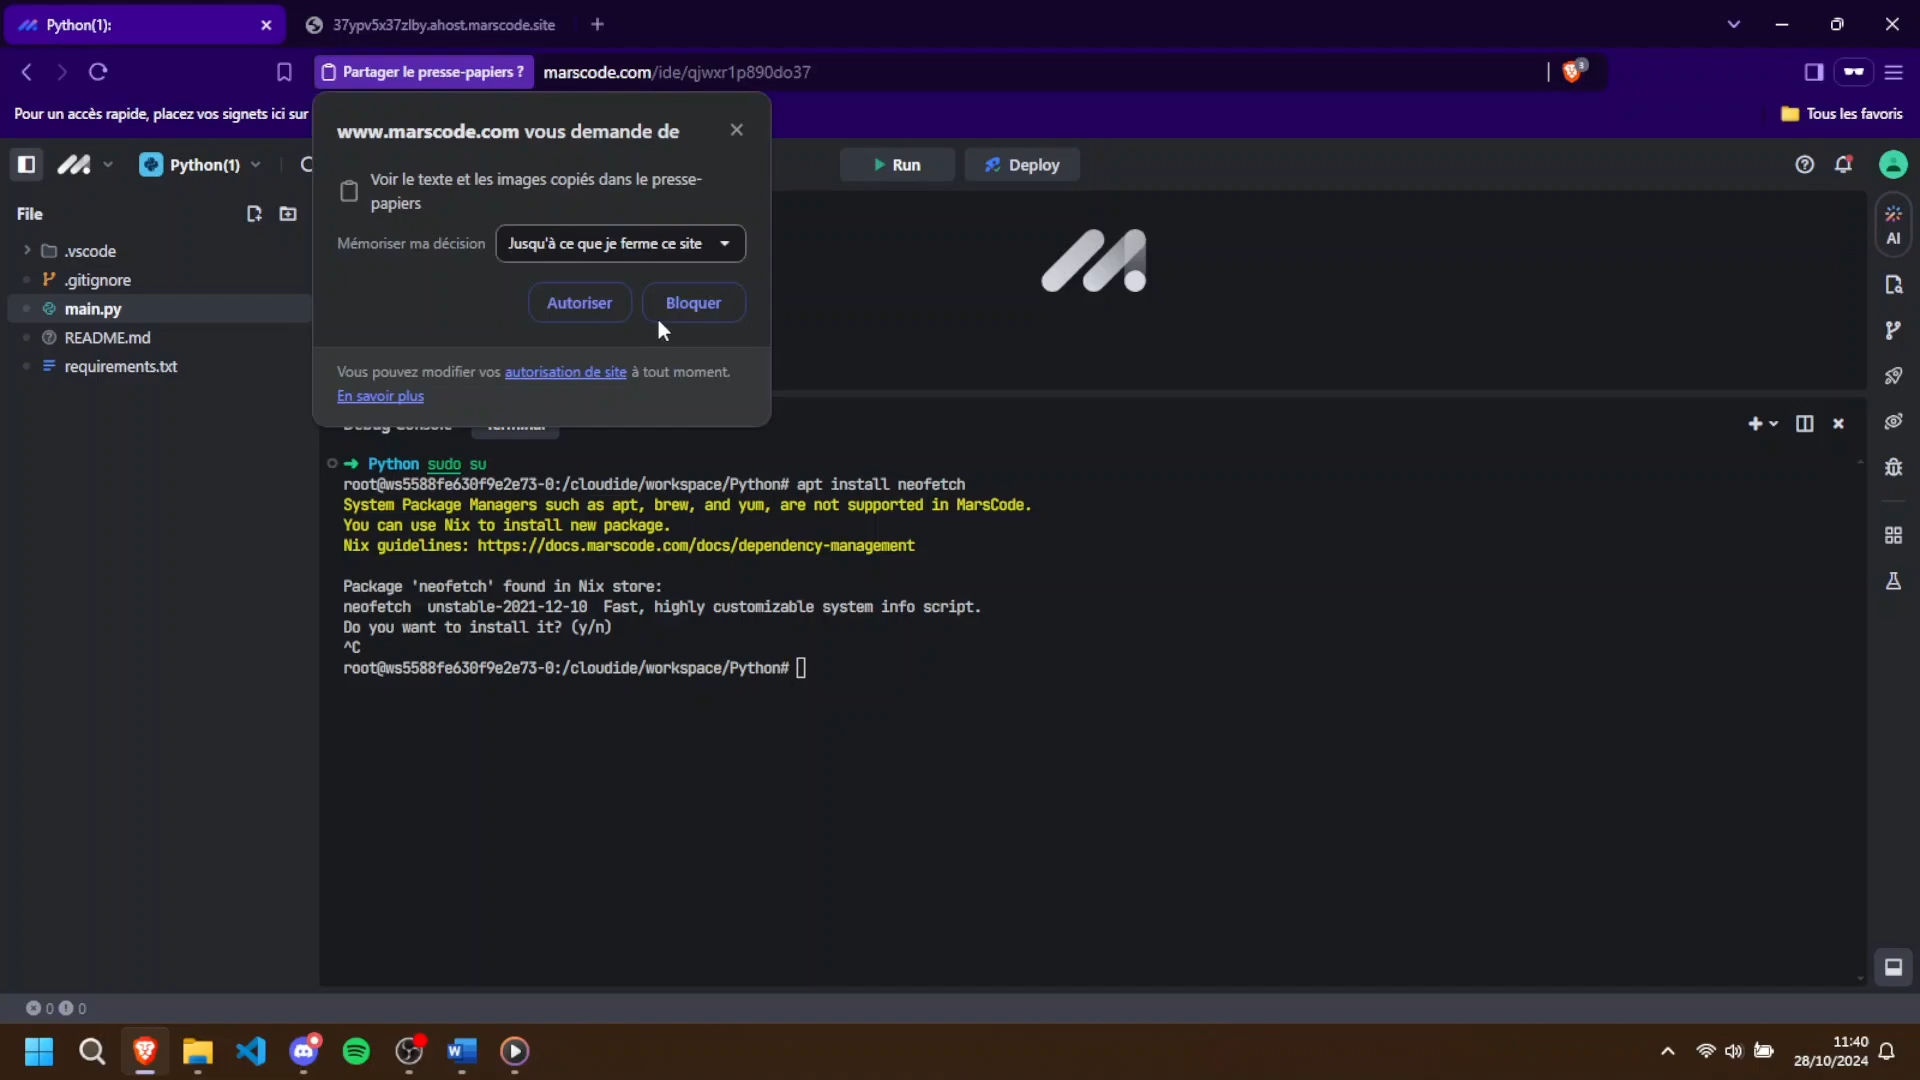 Python(1):
37ypv5x37zlby.ahost.marscode.site
Partager le presse-papiers ?
marscode.com/ide/qjwxr1p890do37
3
Pour un accès rapide, placez vos signets ici sur
Tous les favoris
www.marscode.com vous demande de
Voir le texte et les images copiés dans le presse-
papiers
Mémoriser ma décision
Jusqu'à ce que je ferme ce site
Autoriser
Bloquer
Vous pouvez modifier vos autorisation de site à tout moment.
En savoir plus
Python(1)
Run
Deploy
AI
File
.vscode
.gitignore
main.py
README.md
requirements.txt
Debug Console
Terminal
➜ Python sudo su
root@ws5588fe630f9e2e73-0:/cloudide/workspace/Python# apt install neofetch
System Package Managers such as apt, brew, and yum, are not supported in MarsCode.
You can use Nix to install new package.
Nix guidelines: https://docs.marscode.com/docs/dependency-management
Package 'neofetch' found in Nix store:
neofetch unstable-2021-12-10 Fast, highly customizable system info script.
Do you want to install it? (y/n)
^C
root@ws5588fe630f9e2e73-0:/cloudide/workspace/Python#
0 0
11:40
28/10/2024